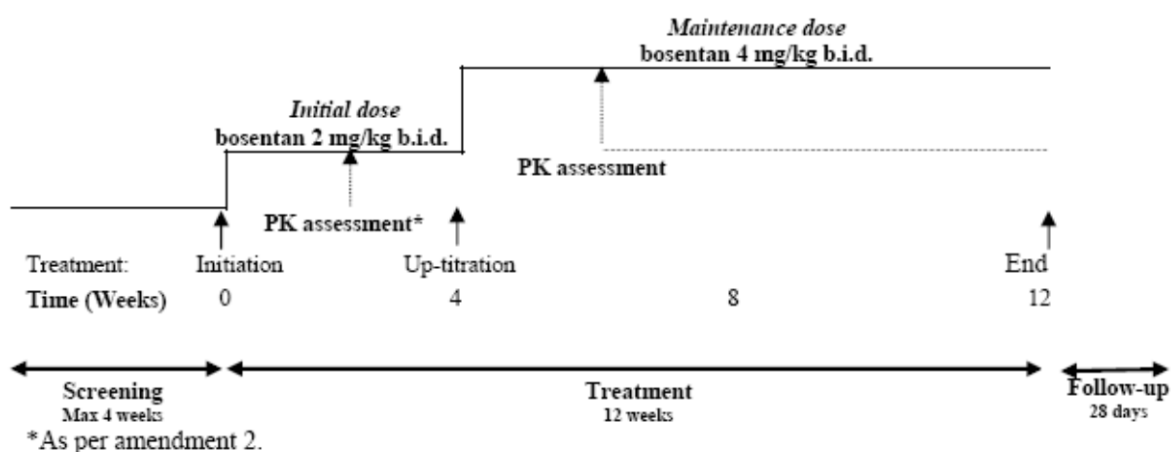 Maintenance dose
bosentan 4 mg/kg b.i.d.
Initial dose
bosentan 2 mg/kg b.i.d.
PK assessment
PK assessment*
Treatment: Initiation Up-titration End
Time (Weeks) 0 4 8 12
Screening Treatment Follow-up
Max 4 weeks 12 weeks 28 days
*As per amendment 2.